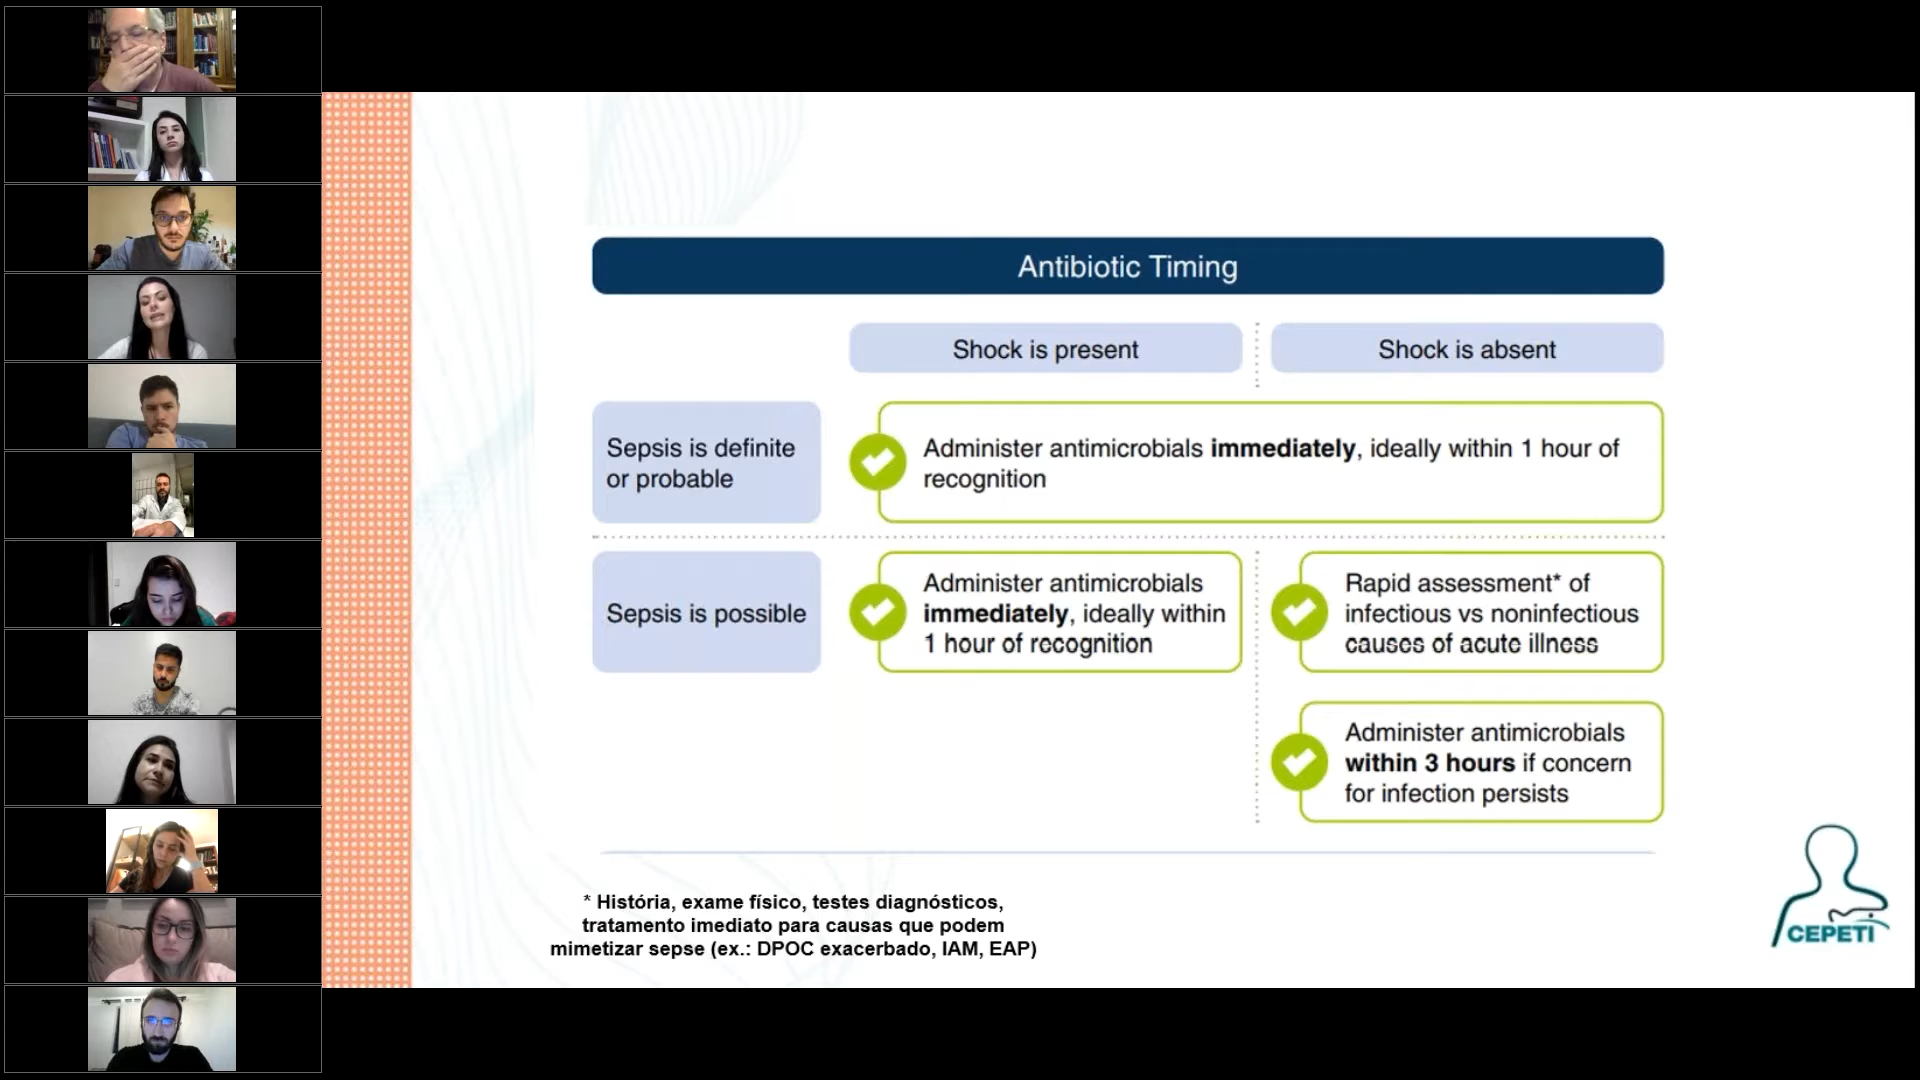 Antibiotic Timing
Shock is present
Shock is absent
Sepsis is definite
or probable
Administer antimicrobials immediately, ideally within 1 hour of
recognition
Sepsis is possible
Administer antimicrobials
immediately, ideally within
1 hour of recognition
Rapid assessment* of
infectious vs noninfectious
causes of acute illness
Administer antimicrobials
within 3 hours if concern
for infection persists
* História, exame físico, testes diagnósticos,
tratamento imediato para causas que podem
mimetizar sepse (ex.: DPOC exacerbado, IAM, EAP)
CEPETI